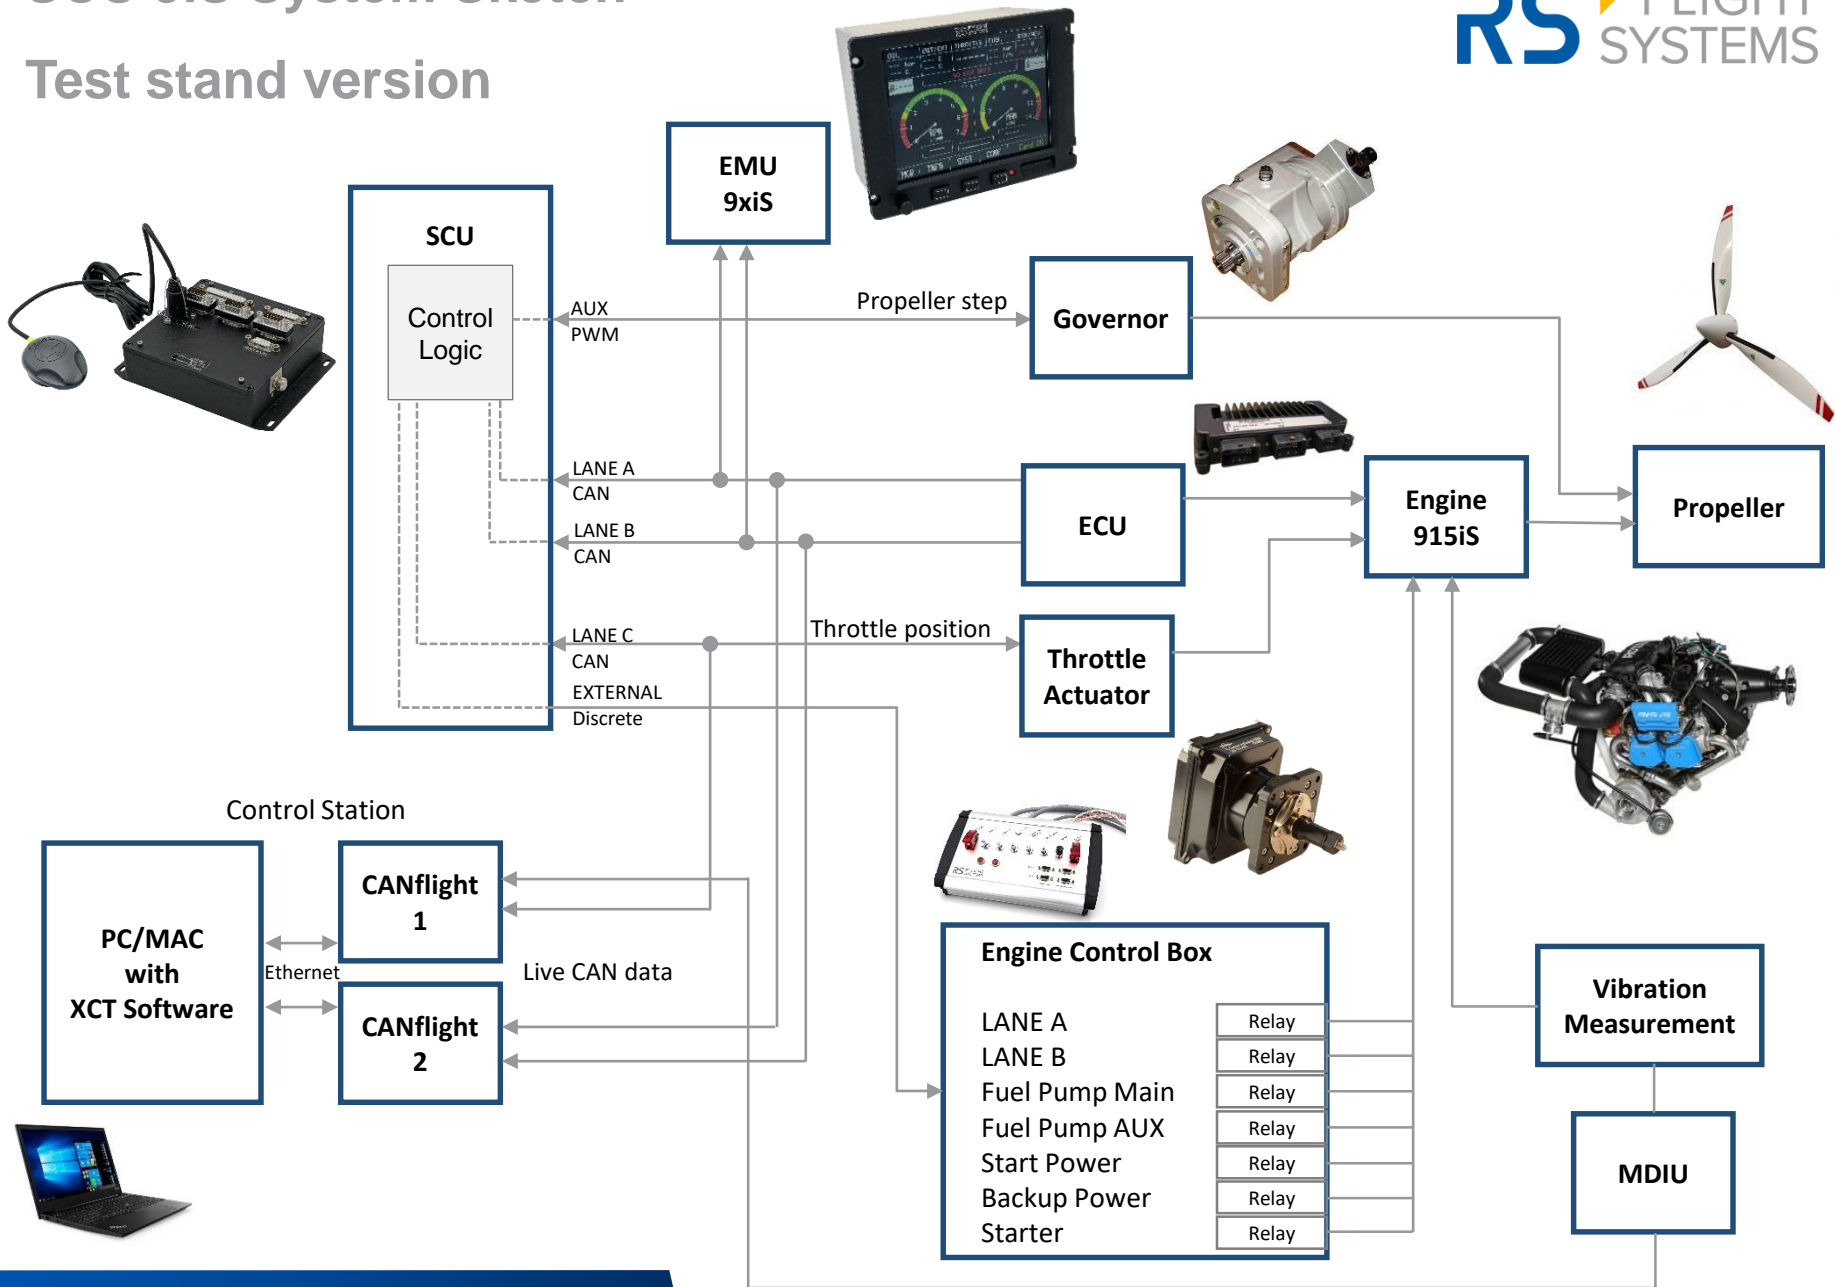 Test stand version
RS FLIGHT
SYSTEMS
EMU
9xiS
SCU
Control
Logic
AUX
PWM
Propeller step
Governor
LANE A
CAN
LANE B
CAN
ECU
Engine
915iS
Propeller
LANE C
CAN
Throttle position
Throttle
Actuator
EXTERNAL
Discrete
Control Station
PC/MAC
with
XCT Software
Ethernet
CANflight
1
CANflight
2
Live CAN data
Engine Control Box
LANE A Relay
LANE B Relay
Fuel Pump Main Relay
Fuel Pump AUX Relay
Start Power Relay
Backup Power Relay
Starter Relay
Vibration
Measurement
MDIU